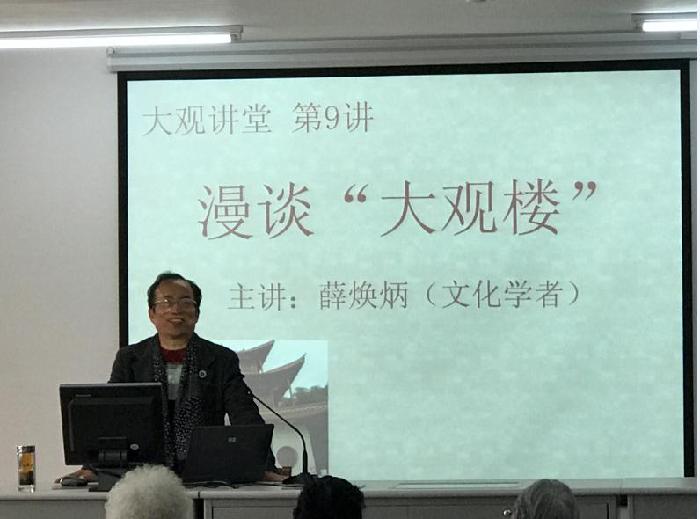 大观讲堂 第9讲
漫谈“大观楼”
主讲：薛焕炳（文化学者）